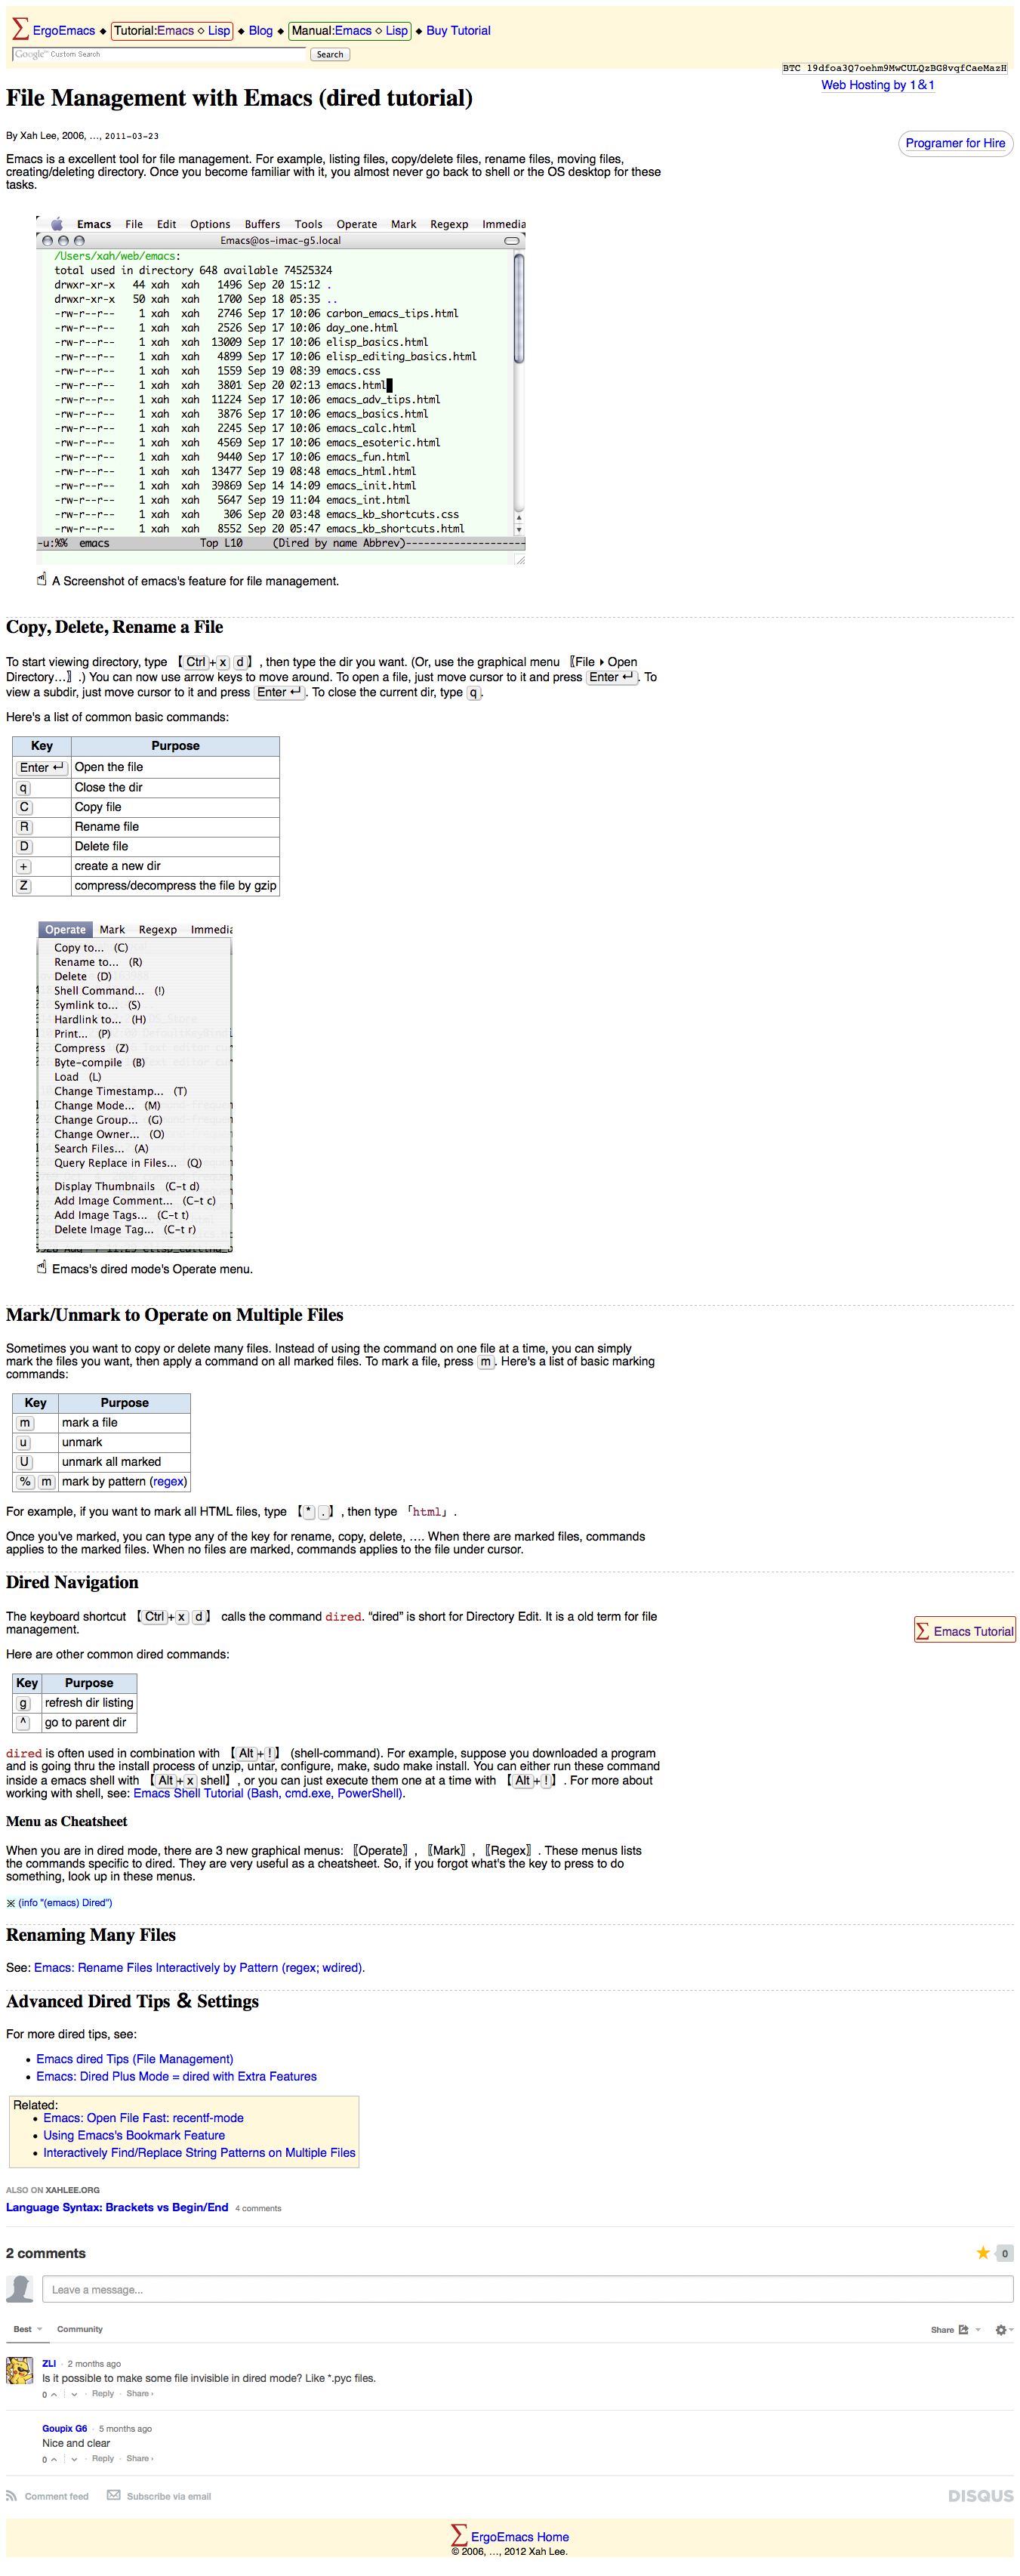 ∑ ErgoEmacs ◆ Tutorial:Emacs ◇ Lisp ◆ Blog ◆ Manual:Emacs ◇ Lisp ◆ Buy Tutorial
Google™ Custom Search Search
BTC 19dfoa3Q7oehm9MwCULQzBG8vqfCaeMazH
Web Hosting by 1&1
File Management with Emacs (dired tutorial)
By Xah Lee, 2006, …, 2011-03-23
Programer for Hire
Emacs is a excellent tool for file management. For example, listing files, copy/delete files, rename files, moving files,
creating/deleting directory. Once you become familiar with it, you almost never go back to shell or the OS desktop for these
tasks.
Emacs File Edit Options Buffers Tools Operate Mark Regexp Immedia
Emacs@os-imac-g5.local
/Users/xah/web/emacs:
total used in directory 648 available 74525324
drwxr-xr-x 44 xah xah 1496 Sep 20 15:12 .
drwxr-xr-x 50 xah xah 1700 Sep 18 05:35 ..
-rw-r--r-- 1 xah xah 2746 Sep 17 10:06 carbon_emacs_tips.html
-rw-r--r-- 1 xah xah 2526 Sep 17 10:06 day_one.html
-rw-r--r-- 1 xah xah 13009 Sep 17 10:06 elisp_basics.html
-rw-r--r-- 1 xah xah 4899 Sep 17 10:06 elisp_editing_basics.html
-rw-r--r-- 1 xah xah 1559 Sep 19 08:39 emacs.css
-rw-r--r-- 1 xah xah 3801 Sep 20 02:13 emacs.html
-rw-r--r-- 1 xah xah 11224 Sep 17 10:06 emacs_adv_tips.html
-rw-r--r-- 1 xah xah 3876 Sep 17 10:06 emacs_basics.html
-rw-r--r-- 1 xah xah 2245 Sep 17 10:06 emacs_calc.html
-rw-r--r-- 1 xah xah 4569 Sep 17 10:06 emacs_esoteric.html
-rw-r--r-- 1 xah xah 9440 Sep 17 10:06 emacs_fun.html
-rw-r--r-- 1 xah xah 13477 Sep 19 08:48 emacs_html.html
-rw-r--r-- 1 xah xah 39869 Sep 14 14:09 emacs_init.html
-rw-r--r-- 1 xah xah 5647 Sep 19 11:04 emacs_int.html
-rw-r--r-- 1 xah xah 306 Sep 20 03:48 emacs_kb_shortcuts.css
-rw-r--r-- 1 xah xah 8552 Sep 20 05:47 emacs_kb_shortcuts.html
-u:%% emacs Top L10 (Dired by name Abbrev)--------------------
☝ A Screenshot of emacs's feature for file management.
Copy, Delete, Rename a File
To start viewing directory, type 【Ctrl+x d】, then type the dir you want. (Or, use the graphical menu 〖File ▸ Open
Directory…〗.) You can now use arrow keys to move around. To open a file, just move cursor to it and press Enter ↵. To
view a subdir, just move cursor to it and press Enter ↵. To close the current dir, type q.
Here's a list of common basic commands:
Key Purpose
Enter ↵ Open the file
q Close the dir
C Copy file
R Rename file
D Delete file
+ create a new dir
Z compress/decompress the file by gzip
Operate Mark Regexp Immedia
Copy to... (C)
Rename to... (R)
Delete (D)
Shell Command... (!)
Symlink to... (S)
Hardlink to... (H)
Print... (P)
Compress (Z)
Byte-compile (B)
Load (L)
Change Timestamp... (T)
Change Mode... (M)
Change Group... (G)
Change Owner... (O)
Search Files... (A)
Query Replace in Files... (Q)
Display Thumbnails (C-t d)
Add Image Comment... (C-t c)
Add Image Tags... (C-t t)
Delete Image Tag... (C-t r)
☝ Emacs's dired mode's Operate menu.
Mark/Unmark to Operate on Multiple Files
Sometimes you want to copy or delete many files. Instead of using the command on one file at a time, you can simply
mark the files you want, then apply a command on all marked files. To mark a file, press m. Here's a list of basic marking
commands:
Key Purpose
m mark a file
u unmark
U unmark all marked
% m mark by pattern (regex)
For example, if you want to mark all HTML files, type 【* .】, then type 「html」.
Once you've marked, you can type any of the key for rename, copy, delete, …. When there are marked files, commands
applies to the marked files. When no files are marked, commands applies to the file under cursor.
Dired Navigation
The keyboard shortcut 【Ctrl+x d】 calls the command dired. “dired” is short for Directory Edit. It is a old term for file
management.
∑ Emacs Tutorial
Here are other common dired commands:
Key Purpose
g refresh dir listing
^ go to parent dir
dired is often used in combination with 【Alt+!】 (shell-command). For example, suppose you downloaded a program
and is going thru the install process of unzip, untar, configure, make, sudo make install. You can either run these command
inside a emacs shell with 【Alt+x shell】, or you can just execute them one at a time with 【Alt+!】. For more about
working with shell, see: Emacs Shell Tutorial (Bash, cmd.exe, PowerShell).
Menu as Cheatsheet
When you are in dired mode, there are 3 new graphical menus: 〖Operate〗, 〖Mark〗, 〖Regex〗. These menus lists
the commands specific to dired. They are very useful as a cheatsheet. So, if you forgot what's the key to press to do
something, look up in these menus.
※ (info "(emacs) Dired")
Renaming Many Files
See: Emacs: Rename Files Interactively by Pattern (regex; wdired).
Advanced Dired Tips & Settings
For more dired tips, see:
• Emacs dired Tips (File Management)
• Emacs: Dired Plus Mode = dired with Extra Features
Related:
• Emacs: Open File Fast: recentf-mode
• Using Emacs's Bookmark Feature
• Interactively Find/Replace String Patterns on Multiple Files
ALSO ON XAHLEE.ORG
Language Syntax: Brackets vs Begin/End 4 comments
2 comments
★ 0
Leave a message...
Best Community Share
ZLI · 2 months ago
Is it possible to make some file invisible in dired mode? Like *.pyc files.
0 · Reply · Share ›
Goupix G6 · 5 months ago
Nice and clear
0 · Reply · Share ›
Comment feed Subscribe via email DISQUS
∑ ErgoEmacs Home
© 2006, …, 2012 Xah Lee.